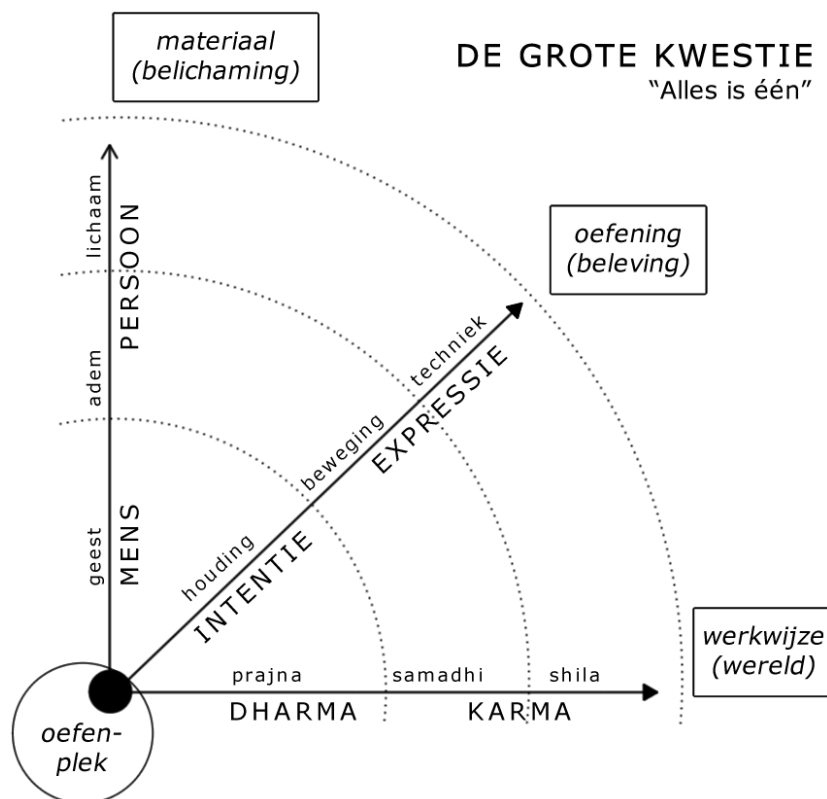 materiaal
(belichaming)
DE GROTE KWESTIE
“Alles is één”
oefening
(beleving)
lichaam
PERSOON
adem
geest
MENS
techniek
EXPRESSIE
beweging
houding
INTENTIE
werkwijze
(wereld)
prajna
samadhi
shila
DHARMA
KARMA
oefen-
plek